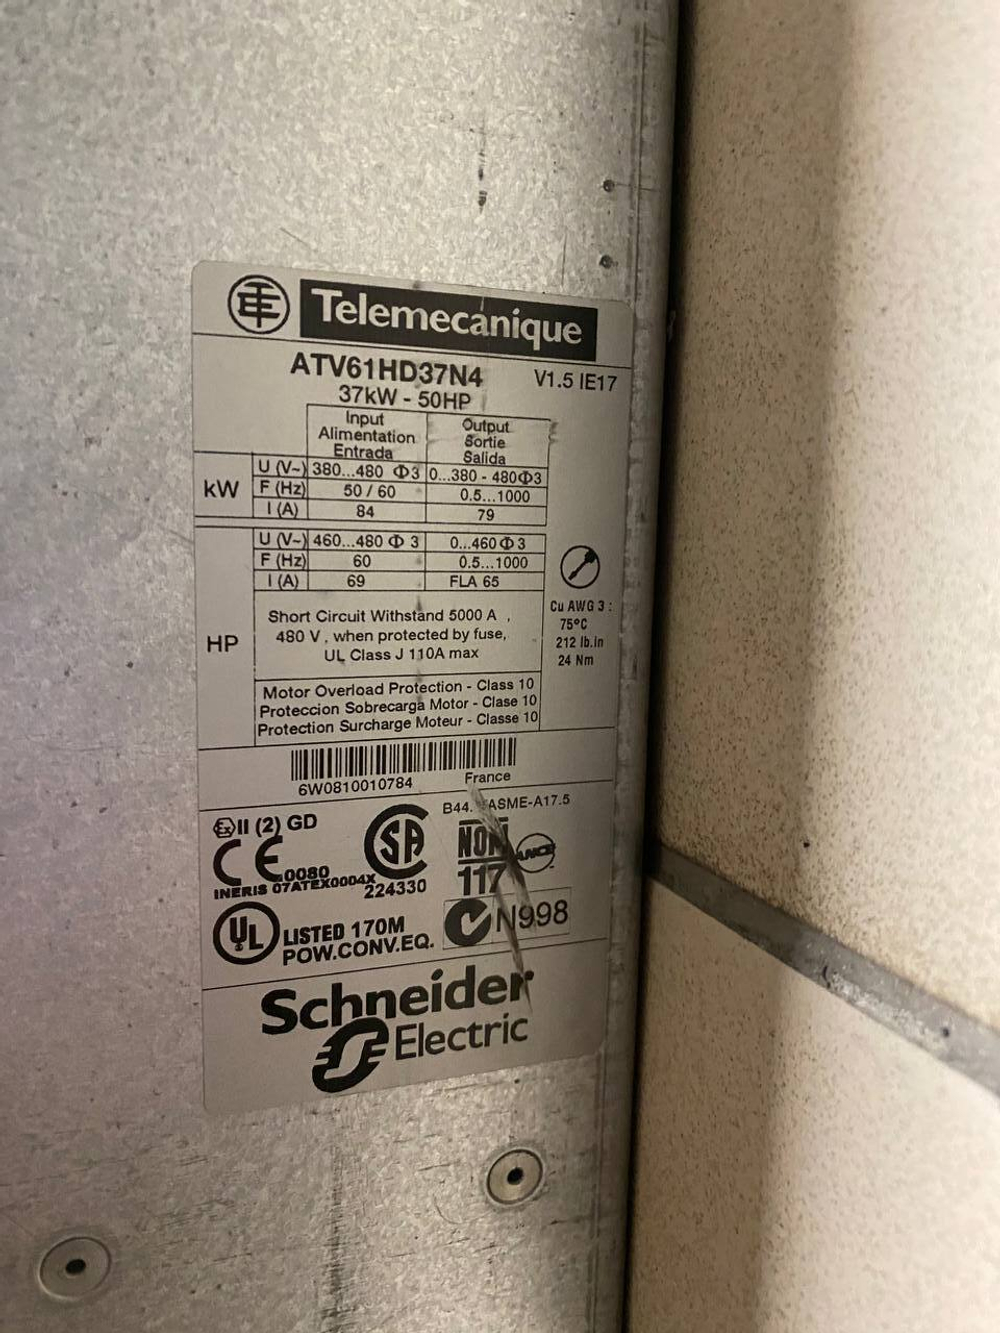 Telemecanique
ATV61HD37N4 V1.5 IE17
37kW - 50HP
Input Output
Alimentation Sortie
Entrada Salida
kW
U (V~) 380...480 Φ3 0...380 - 480Φ3
F (Hz) 50 / 60 0.5...1000
I (A) 84 79
HP
U (V~) 460...480 Φ 3 0...460 Φ 3
F (Hz) 60 0.5...1000
I (A) 69 FLA 65
Short Circuit Withstand 5000 A ,
480 V , when protected by fuse,
UL Class J 110A max
Cu AWG 3 :
75°C
212 lb.in
24 Nm
Motor Overload Protection - Class 10
Proteccion Sobrecarga Motor - Clase 10
Protection Surcharge Moteur - Classe 10
6W0810010784 France
Ex II (2) GD
CE 0080
INERIS 07ATEX0004X
SA
224330
B44. ASME-A17.5
NOM
117
ANCE
UL
LISTED 170M
POW.CONV.EQ.
N998
Schneider
Electric